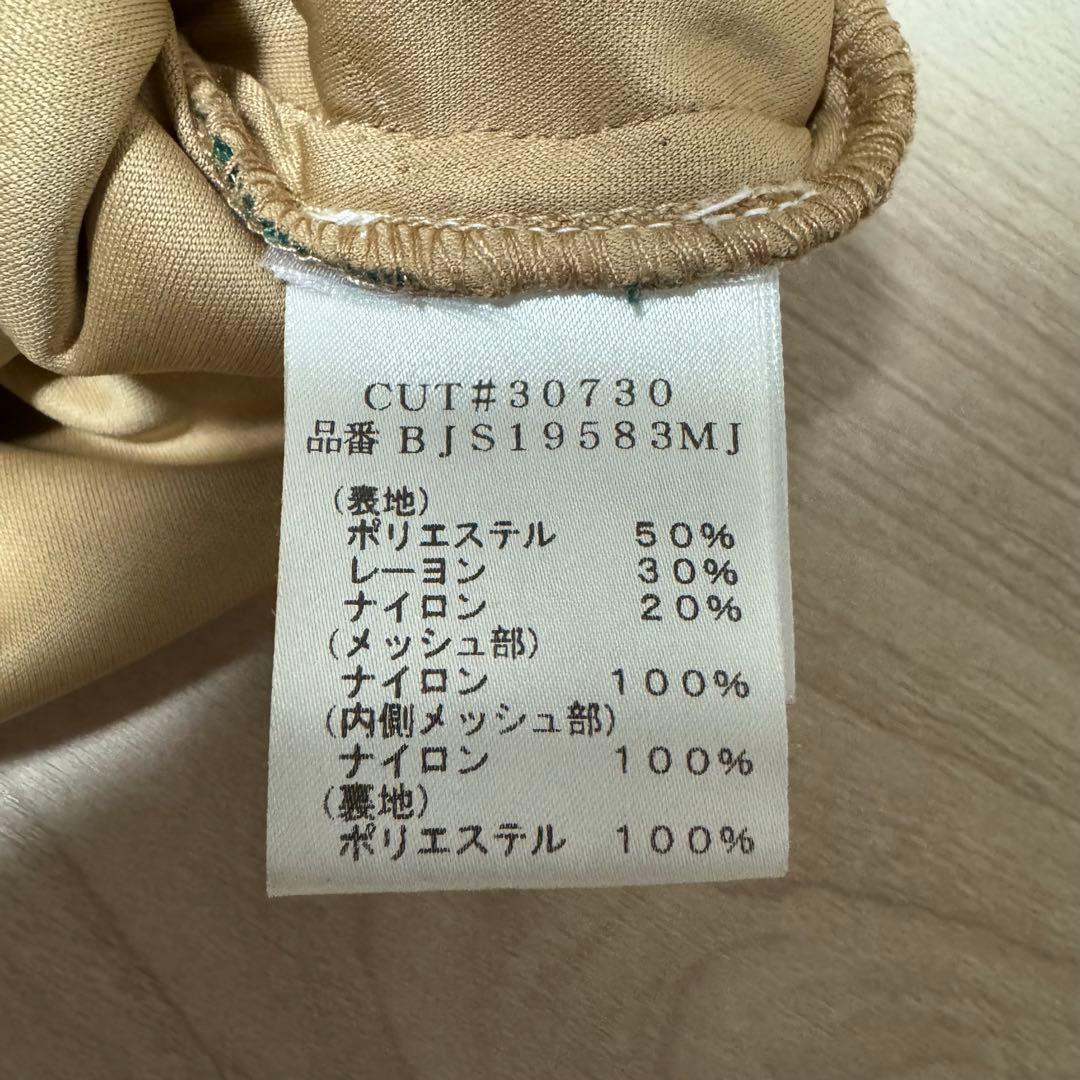 CUT#30730
品番 BJS19583MJ
(表地)
ポリエステル 50%
レーヨン 30%
ナイロン 20%
(メッシュ部)
ナイロン 100%
(内側メッシュ部)
ナイロン 100%
(裏地)
ポリエステル 100%